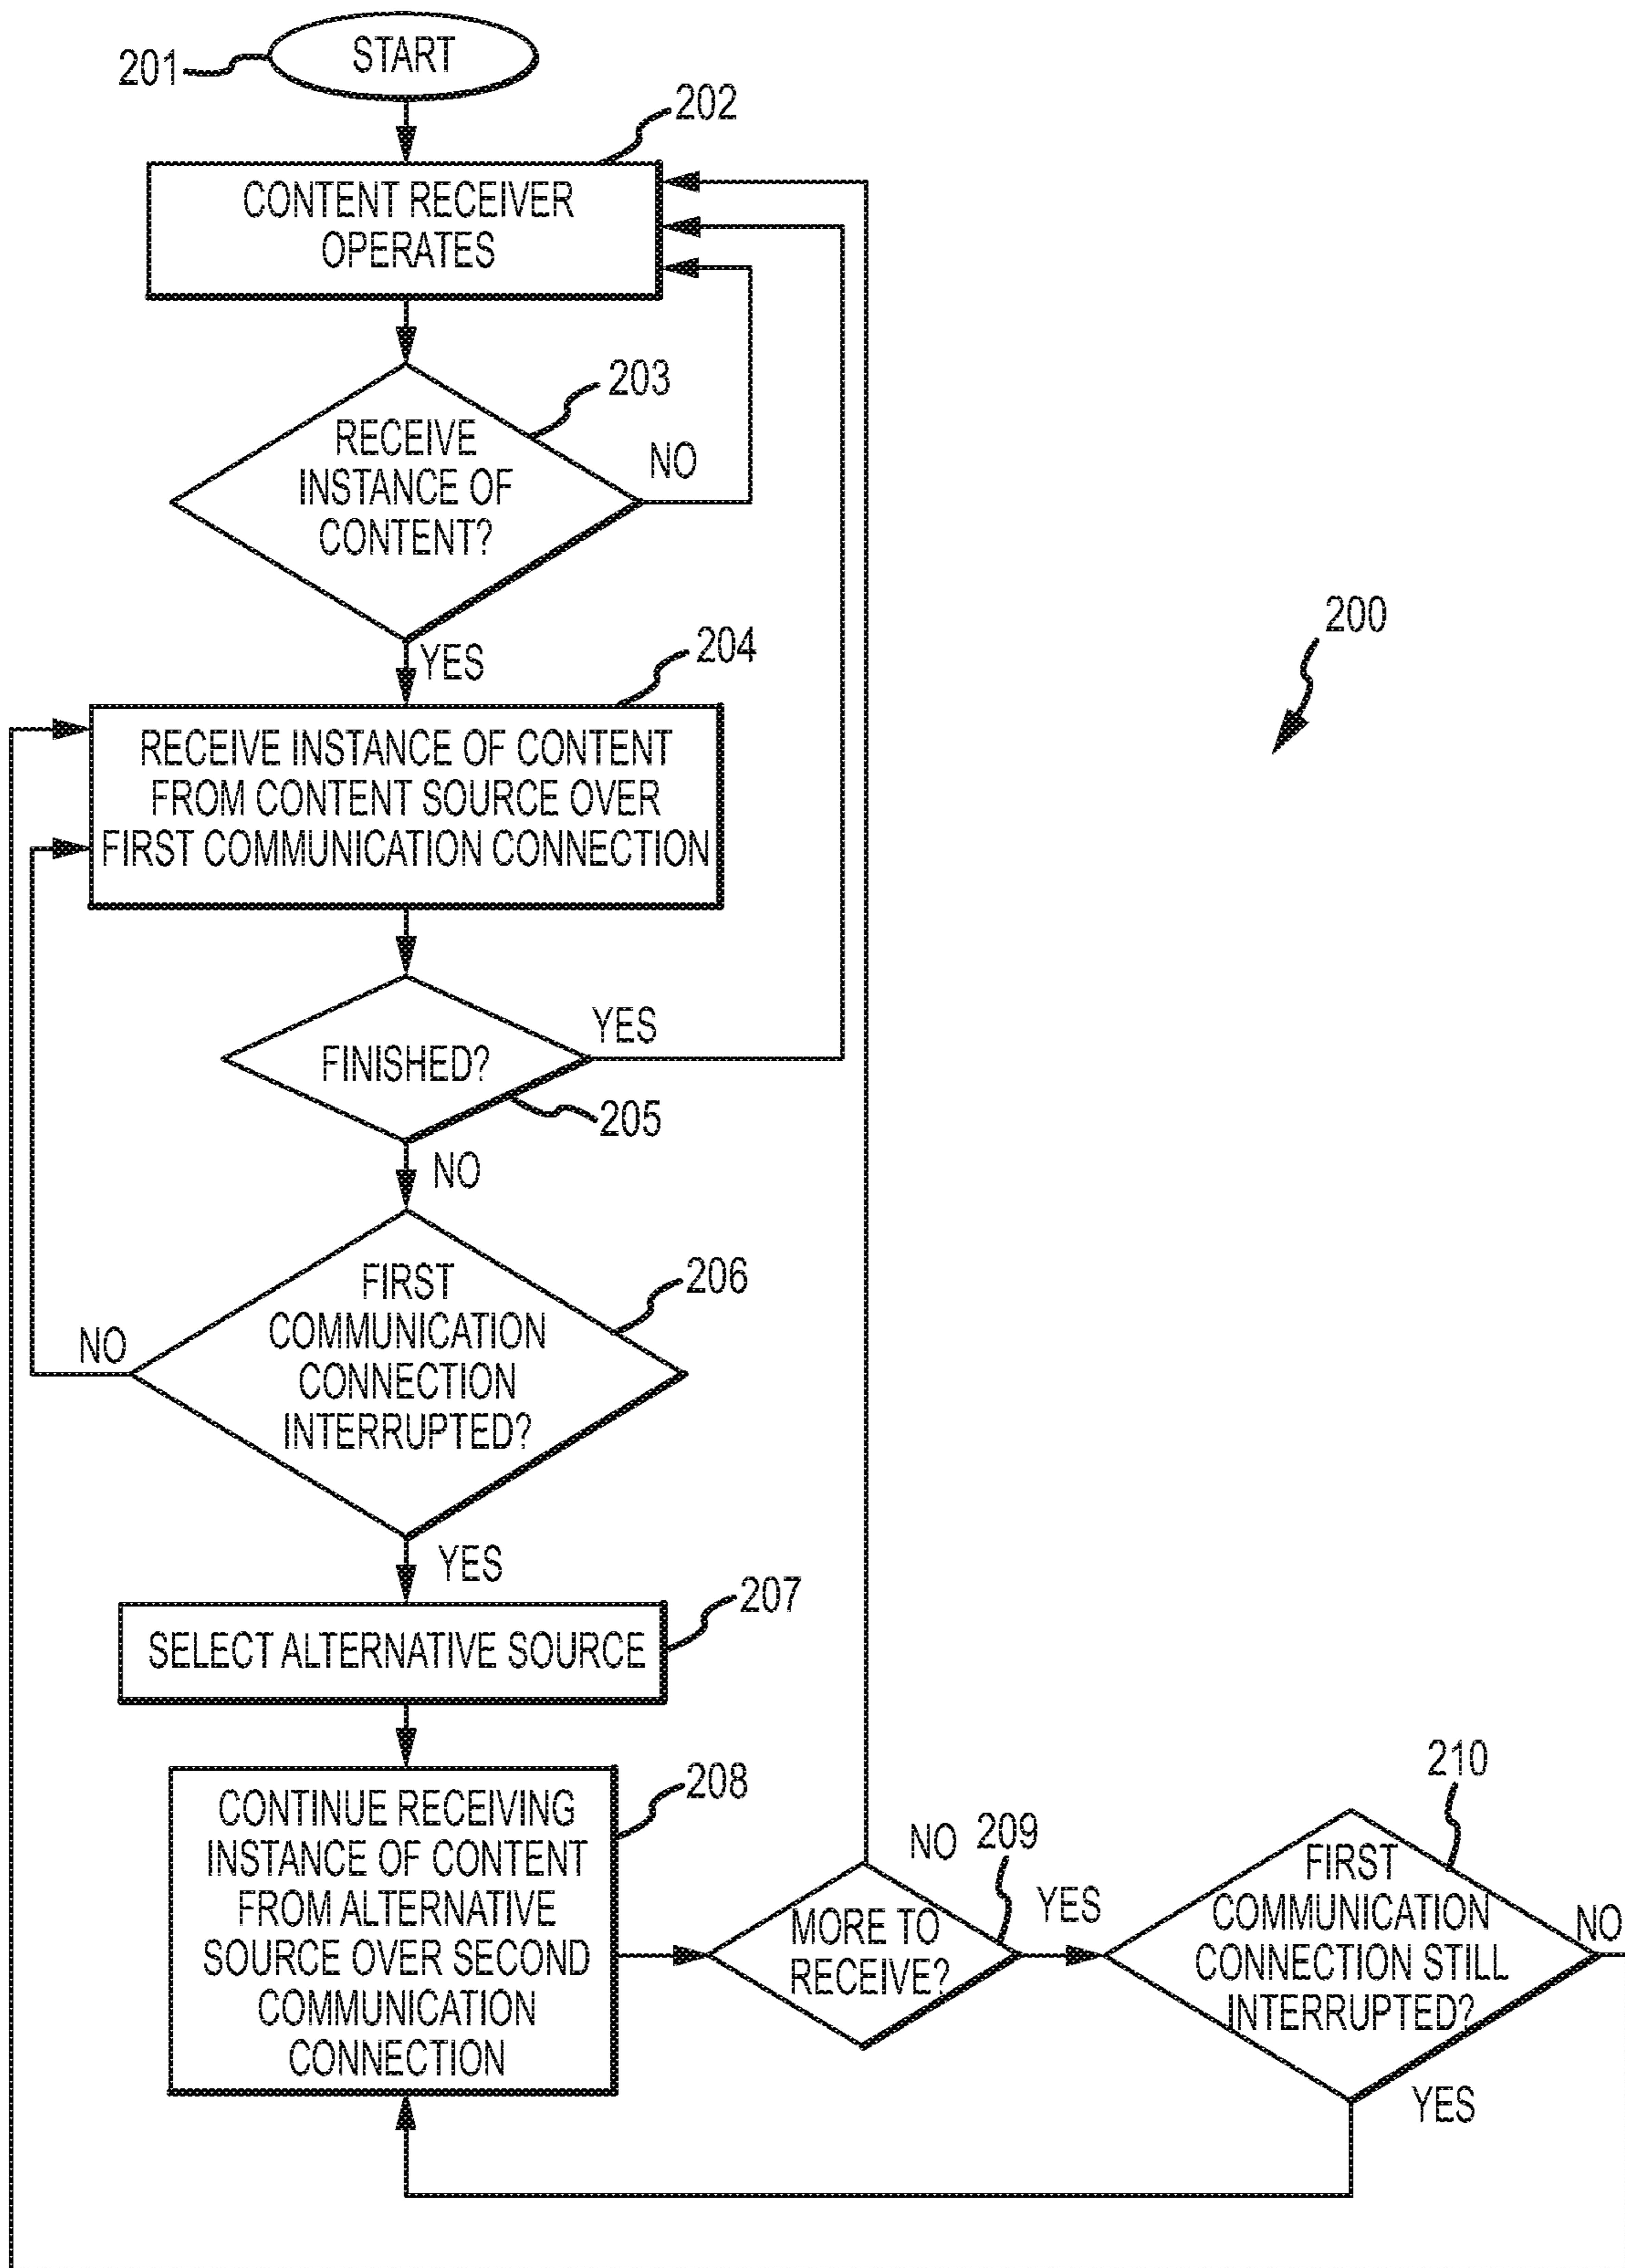 201
START
202
CONTENT RECEIVER
OPERATES
203
RECEIVE
INSTANCE OF
CONTENT?
NO
YES
204
200
RECEIVE INSTANCE OF CONTENT
FROM CONTENT SOURCE OVER
FIRST COMMUNICATION CONNECTION
FINISHED?
YES
205
NO
206
FIRST
COMMUNICATION
CONNECTION
INTERRUPTED?
NO
YES
207
SELECT ALTERNATIVE SOURCE
208
CONTINUE RECEIVING
INSTANCE OF CONTENT
FROM ALTERNATIVE
SOURCE OVER SECOND
COMMUNICATION
CONNECTION
NO
209
MORE TO
RECEIVE?
YES
210
FIRST
COMMUNICATION
CONNECTION STILL
INTERRUPTED?
NO
YES